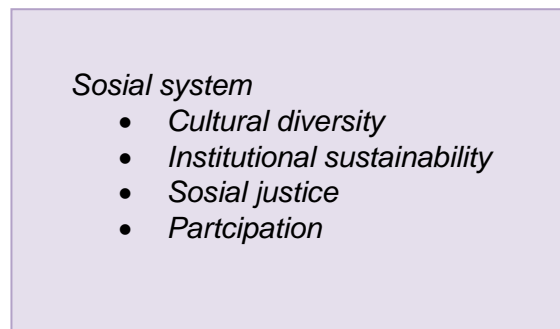 Sosial system
• Cultural diversity
• Institutional sustainability
• Sosial justice
• Partcipation